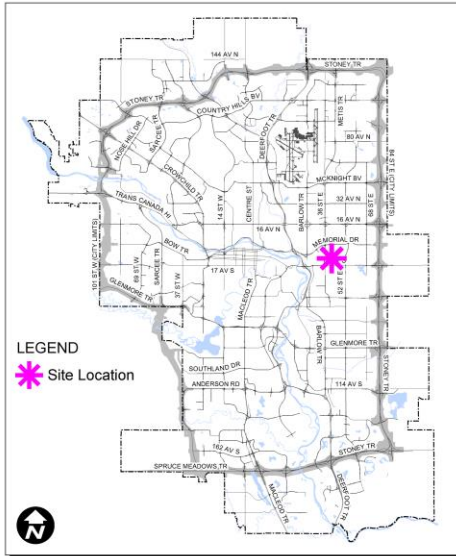 144 AV N
STONEY TR
STONEY TR
COUNTRY HILLS BV
METIS TR
NOSE HILL DR
SARCEE TR
DEERFOOT TR
80 AV N
84 ST E (CITY LIMITS)
CROWCHILD TR
MCKNIGHT BV
TRANS CANADA HI
14 ST W
CENTRE ST
BARLOW TR
36 ST E
32 AV N
68 ST E
16 AV N
16 AV N
MEMORIAL DR
101 ST W (CITY LIMITS)
BOW TR
69 ST W
SARCEE TR
37 ST W
17 AV S
MACLEOD TR
52 ST E
GLENMORE TR
BARLOW TR
GLENMORE TR
LEGEND
Site Location
SOUTHLAND DR
ANDERSON RD
114 AV S
STONEY TR
162 AV S
STONEY TR
SPRUCE MEADOWS TR
MACLEOD TR
DEERFOOT TR
N